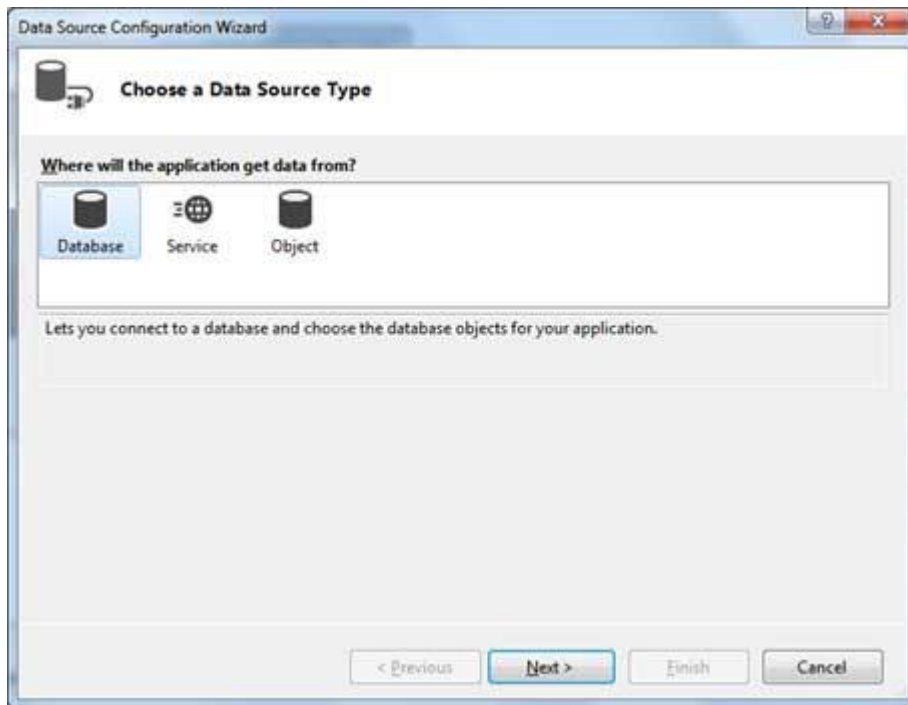 Data Source Configuration Wizard
Choose a Data Source Type
Where will the application get data from?
Database Service Object
Lets you connect to a database and choose the database objects for your application.
< Previous Next > Finish Cancel